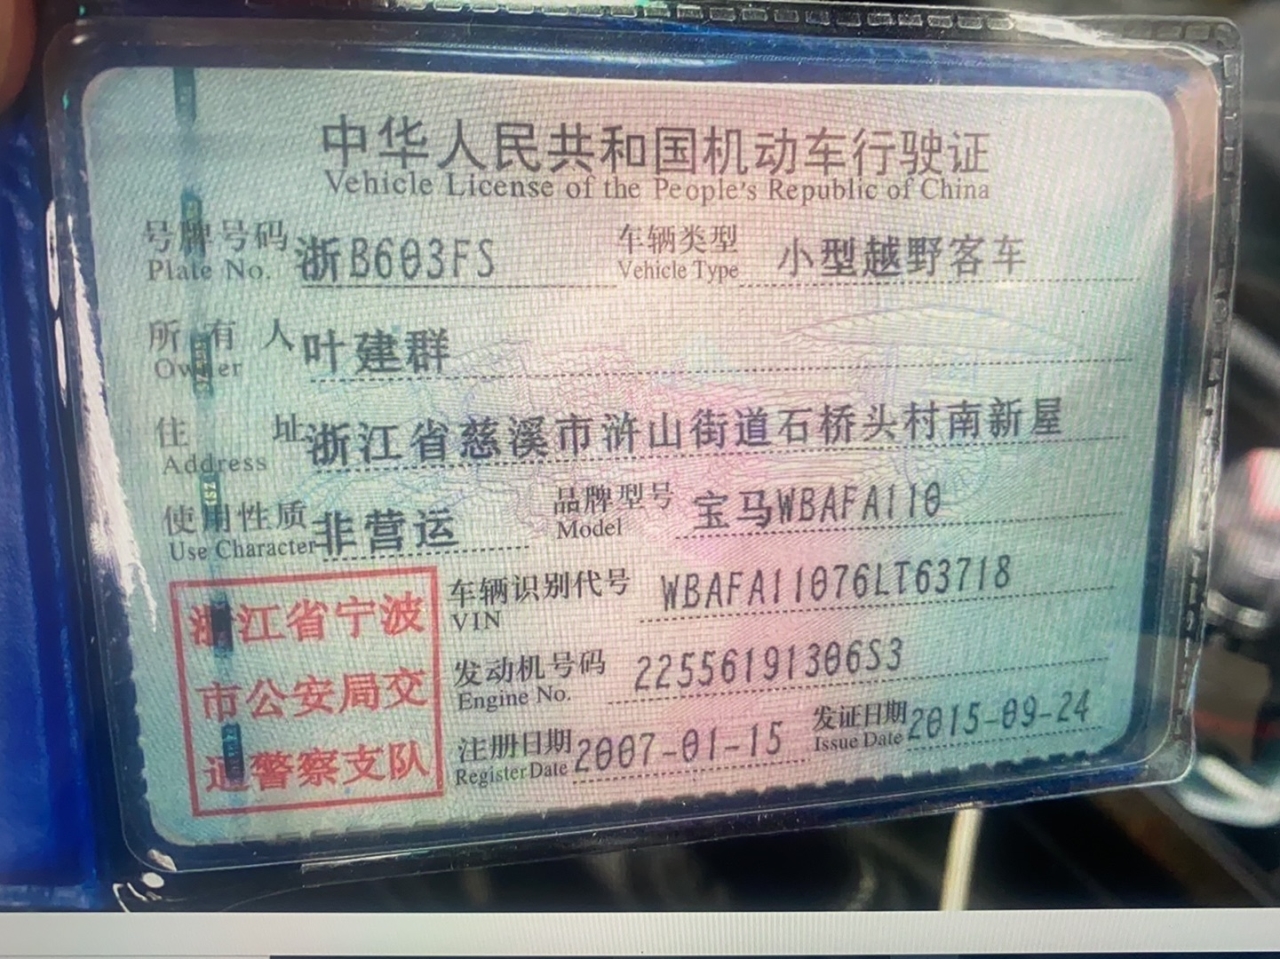 中华人民共和国机动车行驶证
Vehicle License of the People's Republic of China
号牌号码 浙B603FS 车辆类型 小型越野客车
Plate No. Vehicle Type
所有人 叶建群
Owner
住址 浙江省慈溪市浒山街道石桥头村南新屋
Address
使用性质 非营运 品牌型号 宝马WBAFA110
Use Character Model
车辆识别代号 WBAFA11076LT63718
VIN
发动机号码 22556191306S3
Engine No.
注册日期 2007-01-15 发证日期 2015-09-24
Register Date Issue Date
浙江省宁波
市公安局交
通警察支队